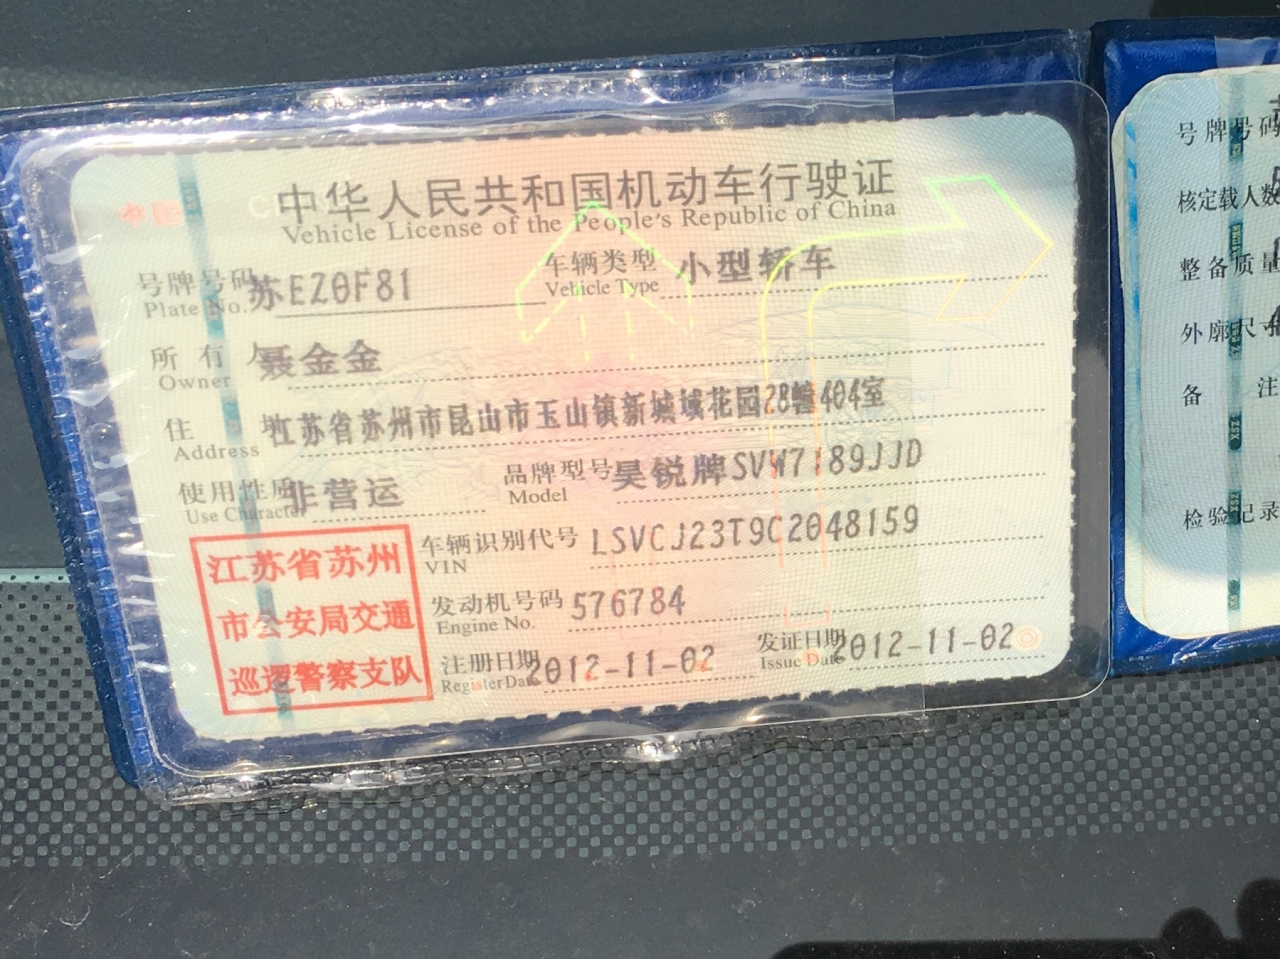 中华人民共和国机动车行驶证
Vehicle License of the People's Republic of China
号牌号码 苏EZ0F81 车辆类型 小型轿车
Plate No. Vehicle Type
所有人 聂金金
Owner
住址 江苏省苏州市昆山市玉山镇新城域花园28幢404室
Address
使用性质 非营运 品牌型号 昊锐牌SVW7189JJD
Use Character Model
车辆识别代号 LSVCJ23T9C2048159
VIN
发动机号码 576784
Engine No.
注册日期 2012-11-02 发证日期 2012-11-02
Register Date Issue Date
江苏省苏州
市公安局交通
巡逻警察支队
号牌号码
核定载人数
整备质量
外廓尺寸
备注
检验记录